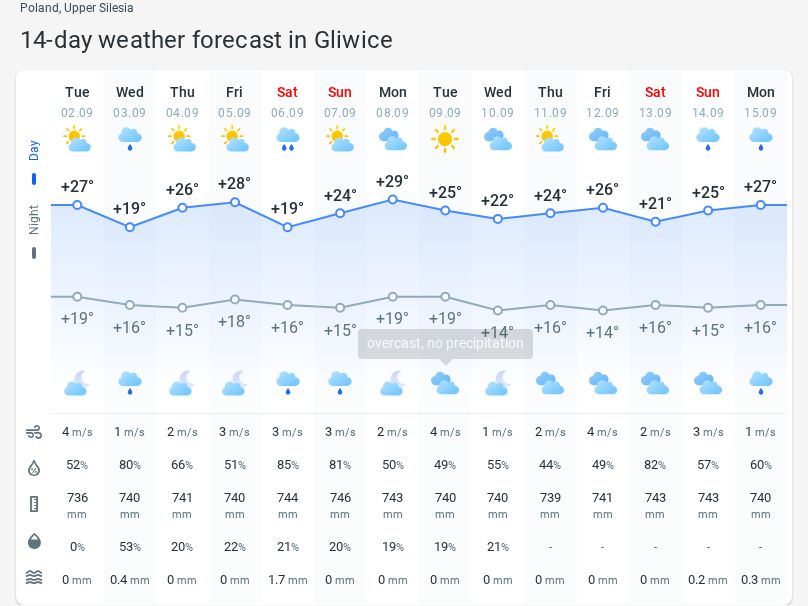 Poland, Upper Silesia
14-day weather forecast in Gliwice
Tue Wed Thu Fri Sat Sun Mon Tue Wed Thu Fri Sat Sun Mon
02.09 03.09 04.09 05.09 06.09 07.09 08.09 09.09 10.09 11.09 12.09 13.09 14.09 15.09
Day
+27° +19° +26° +28° +19° +24° +29° +25° +22° +24° +26° +21° +25° +27°
Night
+19° +16° +15° +18° +16° +15° +19° +19° +14° +16° +14° +16° +15° +16°
overcast, no precipitation
4 m/s 1 m/s 2 m/s 3 m/s 3 m/s 3 m/s 2 m/s 4 m/s 1 m/s 2 m/s 4 m/s 2 m/s 3 m/s 1 m/s
52% 80% 66% 51% 85% 81% 50% 49% 55% 44% 49% 82% 57% 60%
736 740 741 740 744 746 743 740 740 739 741 743 743 740
mm mm mm mm mm mm mm mm mm mm mm mm mm mm
0% 53% 20% 22% 21% 20% 19% 19% 21% - - - - -
0 mm 0.4 mm 0 mm 0 mm 1.7 mm 0 mm 0 mm 0 mm 0 mm 0 mm 0 mm 0 mm 0.2 mm 0.3 mm